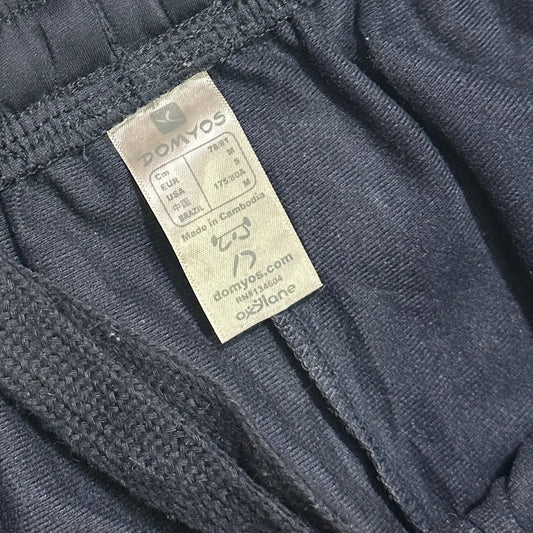 DOMYOS
Cm 78/81
EUR M
USA S
中国 175/80A
BRAZIL M
Made in Cambodia
domyos.com
RN#134604
oxylane